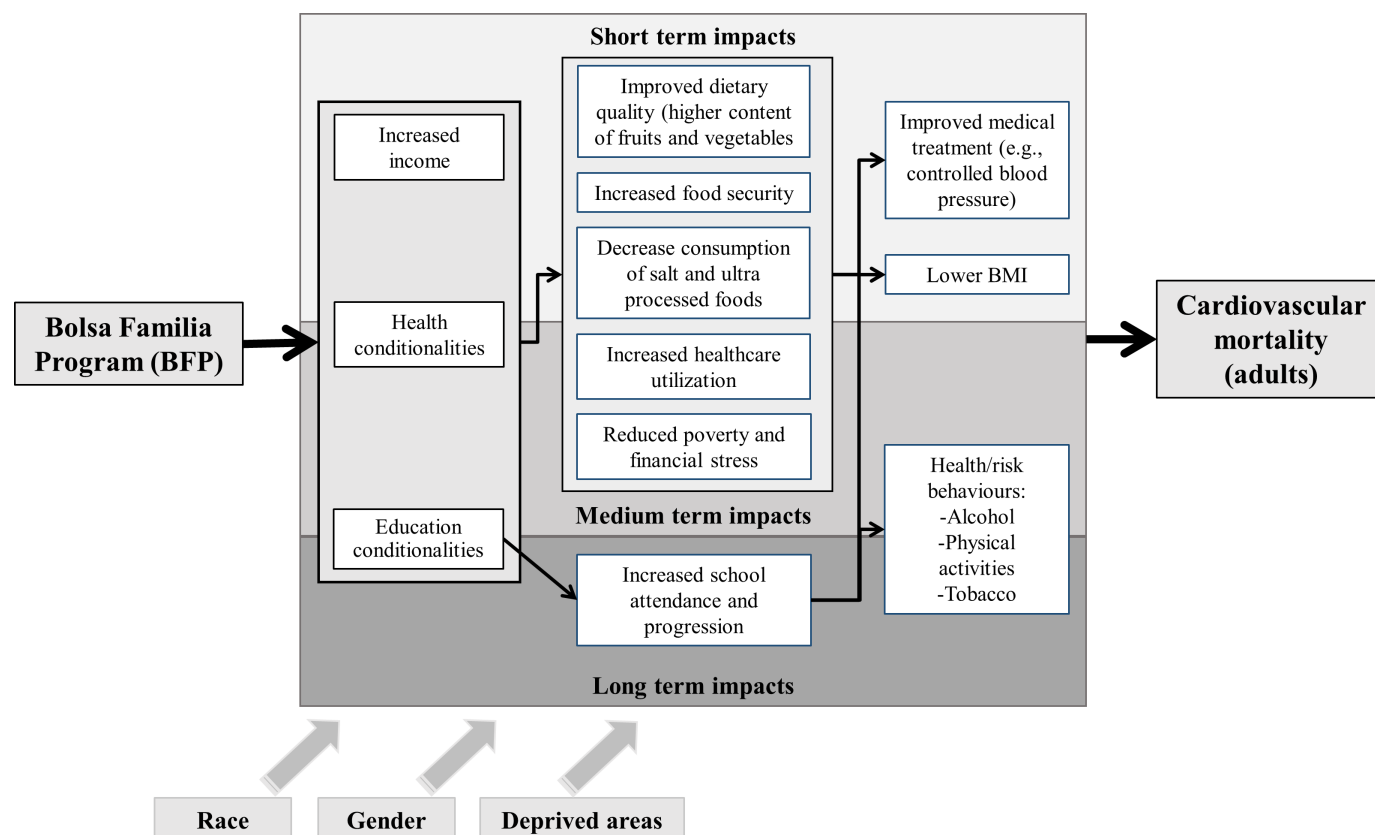 Short term impacts
Bolsa Familia
Program (BFP)
Increased
income
Health
conditionalities
Education
conditionalities
Improved dietary
quality (higher content
of fruits and vegetables
Increased food security
Decrease consumption
of salt and ultra
processed foods
Increased healthcare
utilization
Reduced poverty and
financial stress
Medium term impacts
Increased school
attendance and
progression
Long term impacts
Improved medical
treatment (e.g.,
controlled blood
pressure)
Lower BMI
Health/risk
behaviours:
-Alcohol
-Physical
activities
-Tobacco
Cardiovascular
mortality
(adults)
Race
Gender
Deprived areas